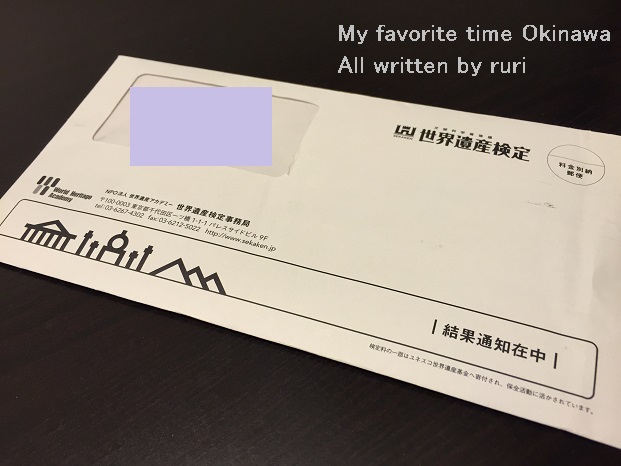 My favorite time Okinawa
All written by ruri
世界遺産検定
料金別納
郵便
World Heritage
Academy
NPO法人 世界遺産アカデミー 世界遺産検定事務局
〒100-0003 東京都千代田区一ツ橋 1-1-1 パレスサイドビル 9F
tel:03-6267-4302 fax:03-6212-5022 http://www.sekaken.jp
|結果通知在中|
検定料の一部はユネスコ世界遺産基金へ寄付され、保全活動に活かされています。